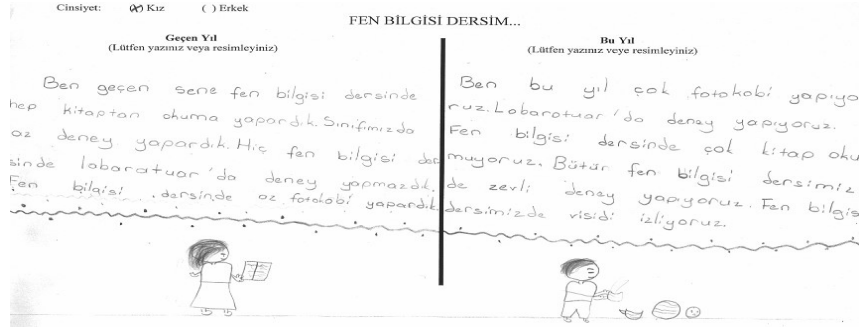 Cinsiyet: (X) Kız ( ) Erkek
FEN BİLGİSİ DERSİM...
Geçen Yıl
(Lütfen yazınız veya resimleyiniz)
Ben geçen sene fen bilgisi dersinde
hep kitaptan okuma yapardık. Sınıfımızda
az deney yapardık. Hiç fen bilgisi der
sinde labaratuar'da deney yapmazdık.
Fen bilgisi dersinde az fotokobi yapardık
Bu Yıl
(Lütfen yazınız veye resimleyiniz)
Ben bu yıl çok fotokobi yapıyo
ruz. Lobarotuar'da deney yapıyoruz.
Fen bilgisi dersinde çok kitap oku
muyoruz. Bütür fen bilgisi dersimiz
de zevli deney yapıyoruz. Fen bilgis
dersimizde visidi izliyoruz.